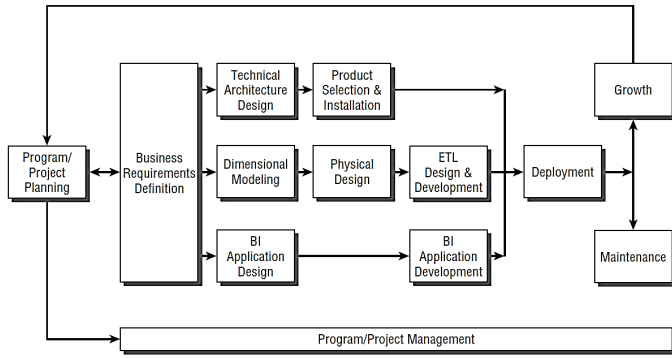 Technical
Architecture
Design
Product
Selection &
Installation
Growth
Program/
Project
Planning
Business
Requirements
Definition
Dimensional
Modeling
Physical
Design
ETL
Design &
Development
Deployment
BI
Application
Design
BI
Application
Development
Maintenance
Program/Project Management